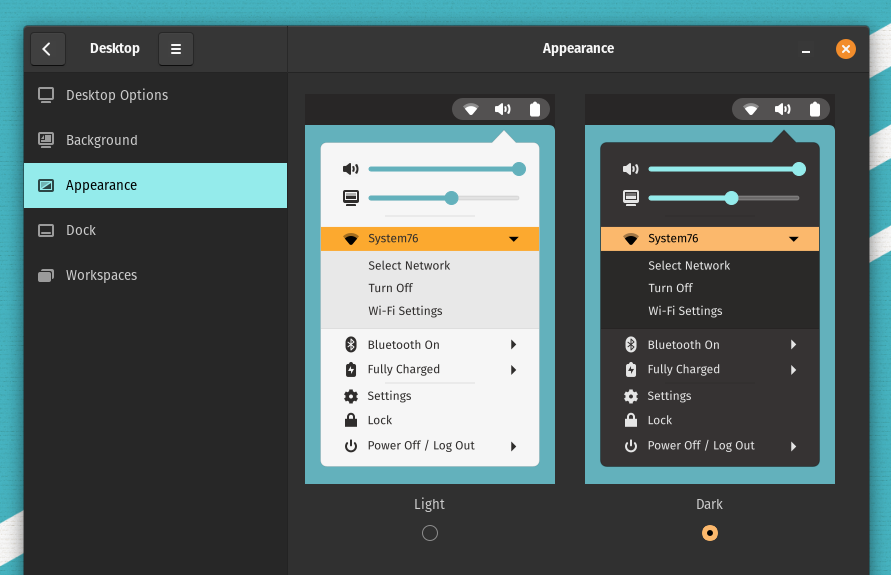 Desktop
Appearance
Desktop Options
Background
Appearance
Dock
Workspaces
System76
Select Network
Turn Off
Wi-Fi Settings
Bluetooth On
Fully Charged
Settings
Lock
Power Off / Log Out
Light
System76
Select Network
Turn Off
Wi-Fi Settings
Bluetooth On
Fully Charged
Settings
Lock
Power Off / Log Out
Dark